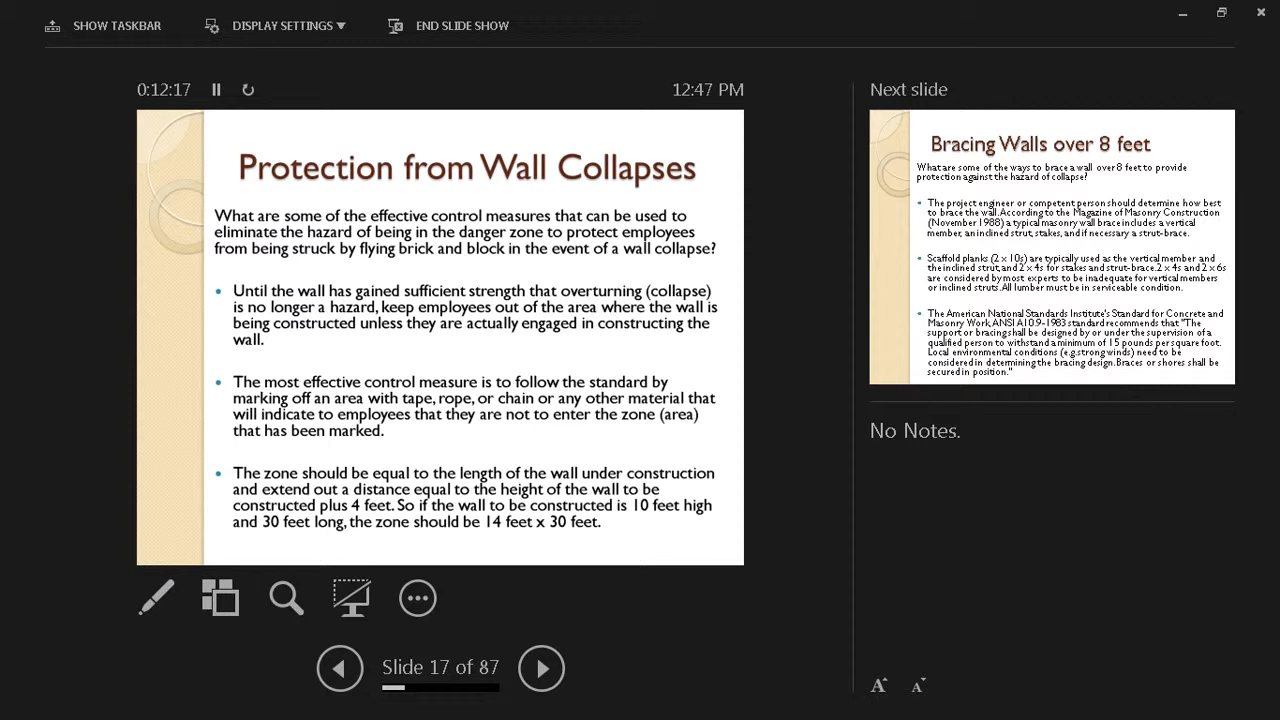 SHOW TASKBAR
DISPLAY SETTINGS
END SLIDE SHOW
0:12:17
12:47 PM
Protection from Wall Collapses
What are some of the effective control measures that can be used to
eliminate the hazard of being in the danger zone to protect employees
from being struck by flying brick and block in the event of a wall collapse?
Until the wall has gained sufficient strength that overturning (collapse)
is no longer a hazard, keep employees out of the area where the wall is
being constructed unless they are actually engaged in constructing the
wall.
The most effective control measure is to follow the standard by
marking off an area with tape, rope, or chain or any other material that
will indicate to employees that they are not to enter the zone (area)
that has been marked.
The zone should be equal to the length of the wall under construction
and extend out a distance equal to the height of the wall to be
constructed plus 4 feet. So if the wall to be constructed is 10 feet high
and 30 feet long, the zone should be 14 feet x 30 feet.
Slide 17 of 87
Next slide
Bracing Walls over 8 feet
What are some of the ways to brace a wall over 8 feet to provide
protection against the hazard of collapse?
The project engineer or competent person should determine how best
to brace the wall. According to the Magazine of Masonry Construction
(November 1988) a typical masonry wall brace includes a vertical
member, an inclined strut, stakes, and if necessary a strut-brace.
Scaffold planks (2 x 10s) are typically used as the vertical member and
the inclined strut, and 2 x 4s for stakes and strut-brace. 2 x 4s and 2 x 6s
are considered by most experts to be inadequate for vertical members
or inclined struts. All lumber must be in serviceable condition.
The American National Standards Institute's Standard for Concrete and
Masonry Work, ANSI A10.9-1983 standard recommends that "The
support or bracing shall be designed by or under the supervision of a
qualified person to withstand a minimum of 15 pounds per square foot.
Local environmental conditions (e.g. strong winds) need to be
considered in determining the bracing design. Braces or shores shall be
secured in position."
No Notes.
A A